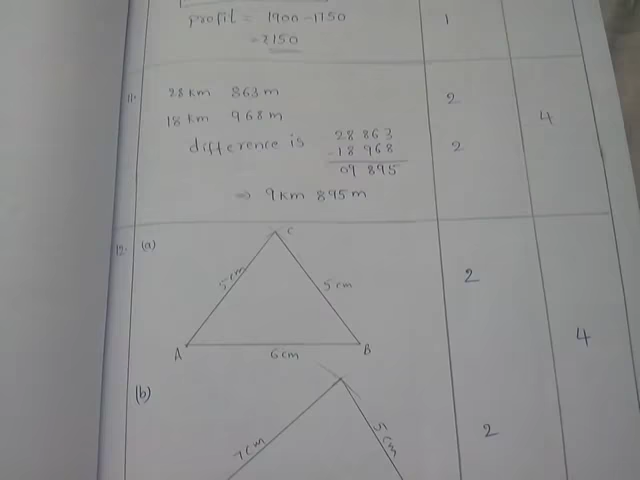 profit = 1900 - 1750
= ₹150
1
11.
28 km 863 m
18 km 968 m
2
4
difference is
28 863
- 18 968
09 895
2
⇒ 9 km 895 m
12. (a)
C
5 cm
5 cm
A
6 cm
B
2
4
(b)
7 cm
5 cm
2